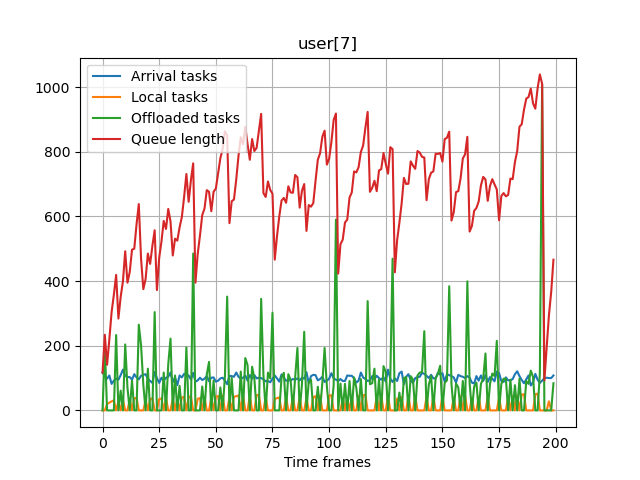 user[7]
Arrival tasks
Local tasks
Offloaded tasks
Queue length
1000
800
600
400
200
0
0 25 50 75 100 125 150 175 200
Time frames